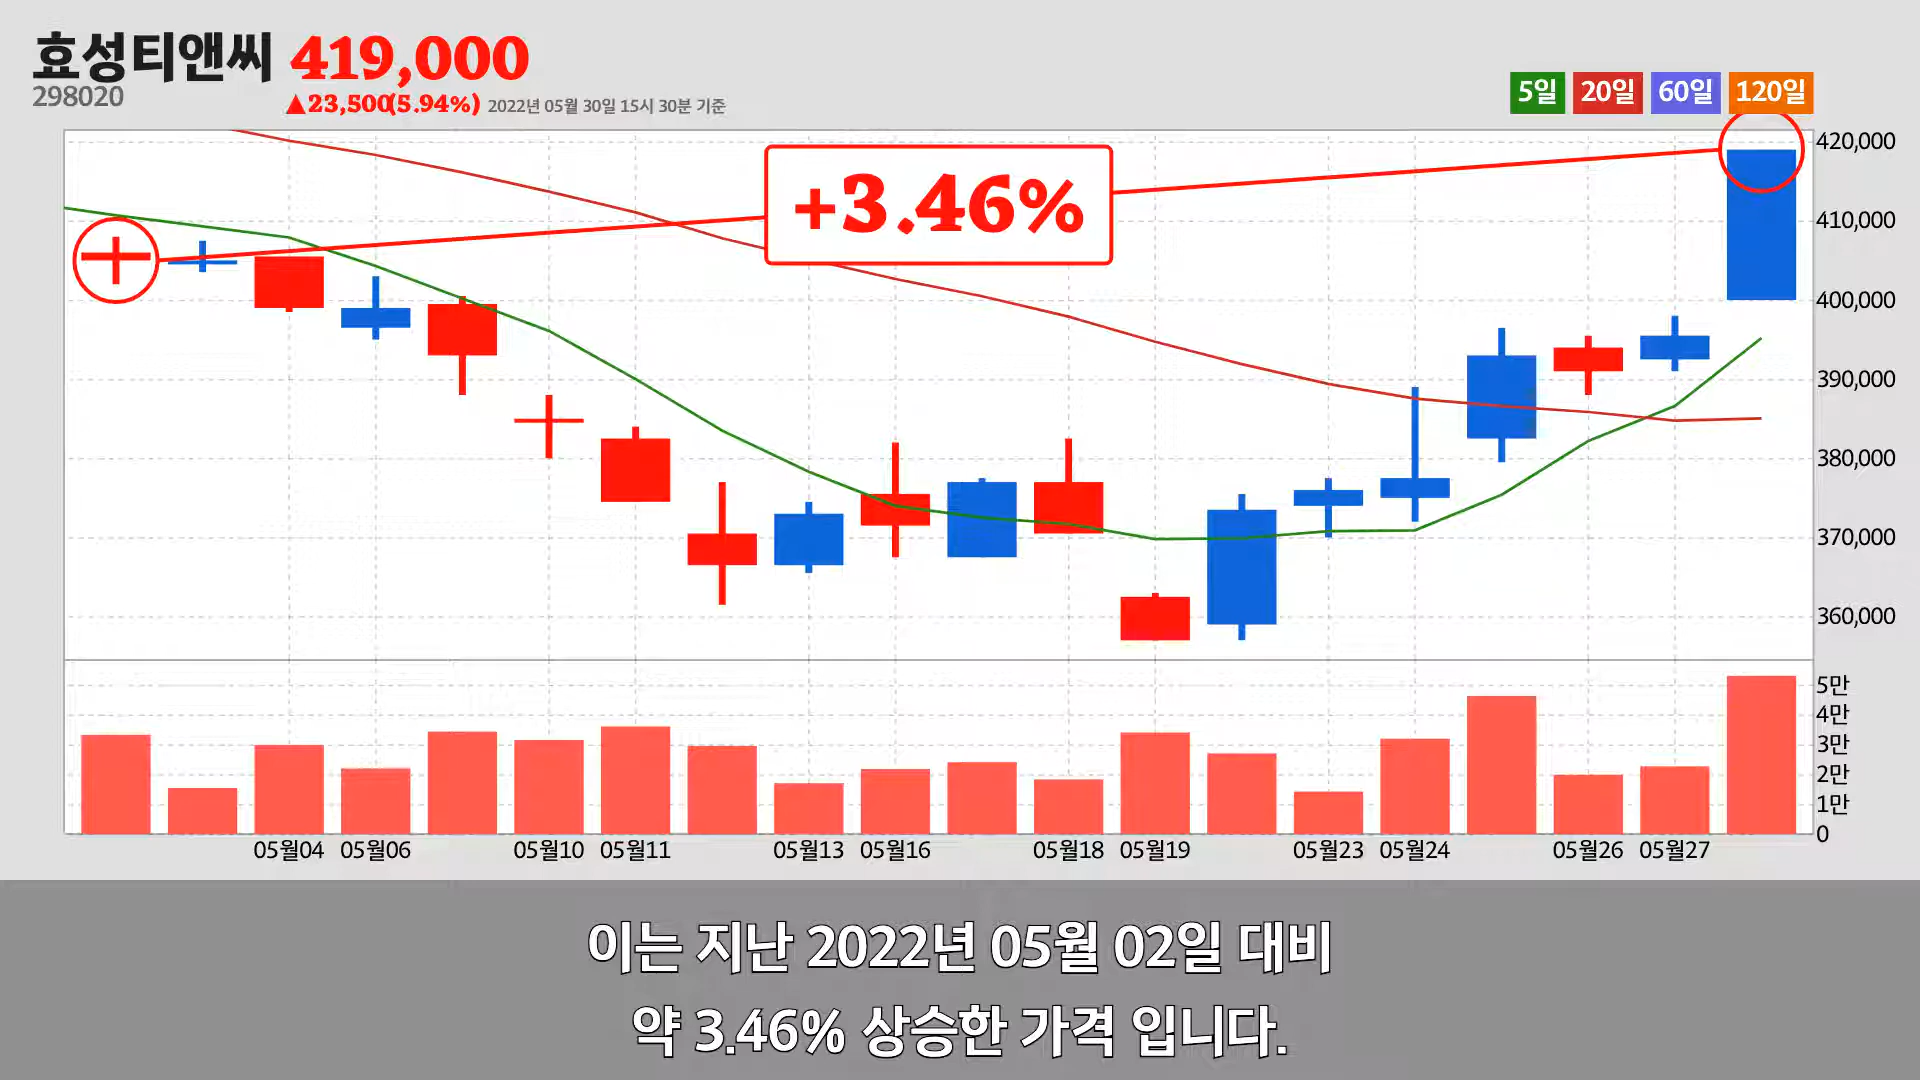 효성티앤씨 419,000
298020
▲23,500(5.94%) 2022년 05월 30일 15시 30분 기준
5일 20일 60일 120일
+3.46%
420,000
410,000
400,000
390,000
380,000
370,000
360,000
5만
4만
3만
2만
1만
0
05월04 05월06 05월10 05월11 05월13 05월16 05월18 05월19 05월23 05월24 05월26 05월27
이는 지난 2022년 05월 02일 대비
약 3.46% 상승한 가격 입니다.